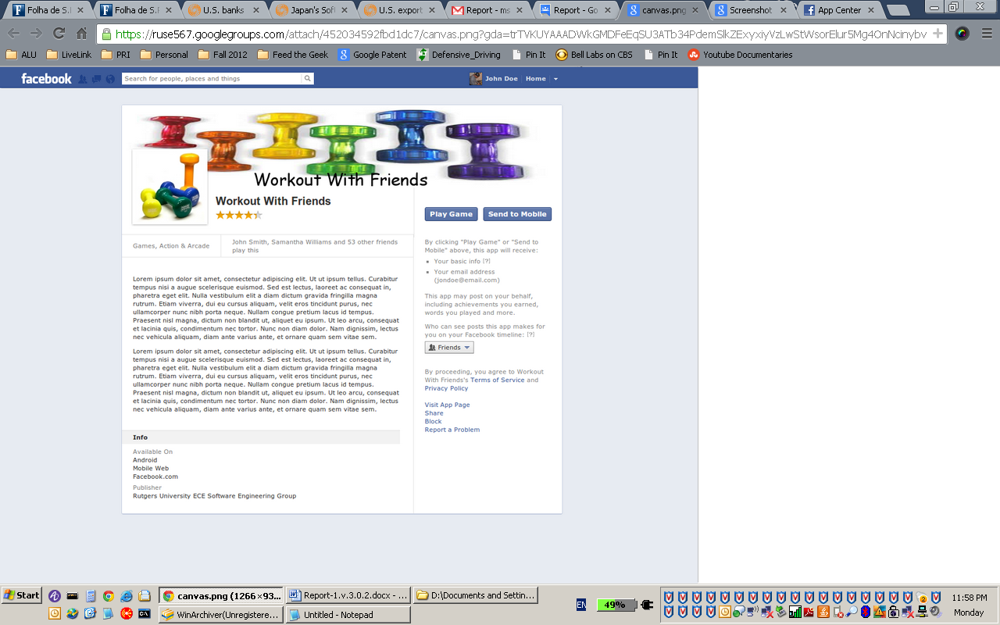 Folha de S.
Folha de S.
U.S. banks
Japan's Soft
U.S. export
Report - ms
Report - Go
canvas.png
Screenshot
App Center
https://ruse567.googlegroups.com/attach/452034592fbd1dc7/canvas.png?gda=trTVKUYAAADWkGMDFeEqSU3ATb34PdemSlkZExyxiyVzLwStWsorElur5Mg4OnNcinybv
ALU LiveLink PRI Personal Fall 2012 Feed the Geek Google Patent Defensive_Driving Pin It Bell Labs on CBS Pin It Youtube Documentaries
facebook Search for people, places and things John Doe Home
Workout With Friends
Workout With Friends
Play Game Send to Mobile
Games, Action & Arcade
John Smith, Samantha Williams and 53 other friends
play this
Lorem ipsum dolor sit amet, consectetur adipiscing elit. Ut ut ipsum tellus. Curabitur
tempus nisi a augue scelerisque euismod. Sed est lectus, laoreet ac consequat in,
pharetra eget elit. Nulla vestibulum elit a diam dictum gravida fringilla magna
rutrum. Etiam viverra, dui eu cursus aliquam, velit eros tincidunt purus, nec
ullamcorper nunc nibh porta neque. Nullam congue pretium lacus id tempus.
Praesent nisl magna, dictum non blandit ut, aliquet eu ipsum. Ut leo arcu, consequat
et lacinia quis, condimentum nec tortor. Nunc non diam dolor. Nam dignissim, lectus
nec vehicula aliquam, diam ante varius ante, et ornare quam sem vitae sem.
Lorem ipsum dolor sit amet, consectetur adipiscing elit. Ut ut ipsum tellus. Curabitur
tempus nisi a augue scelerisque euismod. Sed est lectus, laoreet ac consequat in,
pharetra eget elit. Nulla vestibulum elit a diam dictum gravida fringilla magna
rutrum. Etiam viverra, dui eu cursus aliquam, velit eros tincidunt purus, nec
ullamcorper nunc nibh porta neque. Nullam congue pretium lacus id tempus.
Praesent nisl magna, dictum non blandit ut, aliquet eu ipsum. Ut leo arcu, consequat
et lacinia quis, condimentum nec tortor. Nunc non diam dolor. Nam dignissim, lectus
nec vehicula aliquam, diam ante varius ante, et ornare quam sem vitae sem.
Info
Available On
Android
Mobile Web
Facebook.com
Publisher
Rutgers University ECE Software Engineering Group
By clicking "Play Game" or "Send to
Mobile" above, this app will receive:
Your basic info [?]
Your email address
(jondoe@email.com)
This app may post on your behalf,
including achievements you earned,
words you played and more.
Who can see posts this app makes for
you on your Facebook timeline: [?]
Friends
By proceeding, you agree to Workout
With Friends's Terms of Service and
Privacy Policy
Visit App Page
Share
Block
Report a Problem
Start
canvas.png (1266×93...
Report-1.v.3.0.2.docx - ...
D:\Documents and Settin...
WinArchiver(Unregistere...
Untitled - Notepad
EN
49%
11:58 PM
Monday